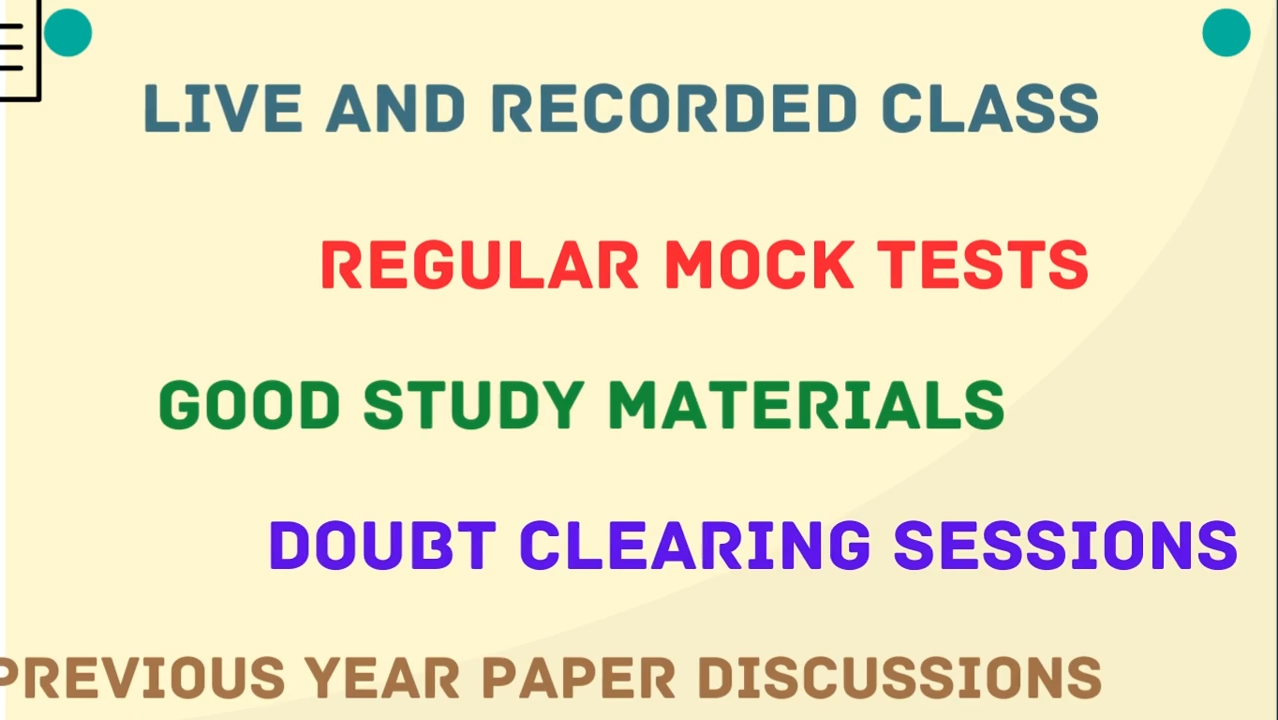 LIVE AND RECORDED CLASS
REGULAR MOCK TESTS
GOOD STUDY MATERIALS
DOUBT CLEARING SESSIONS
PREVIOUS YEAR PAPER DISCUSSIONS